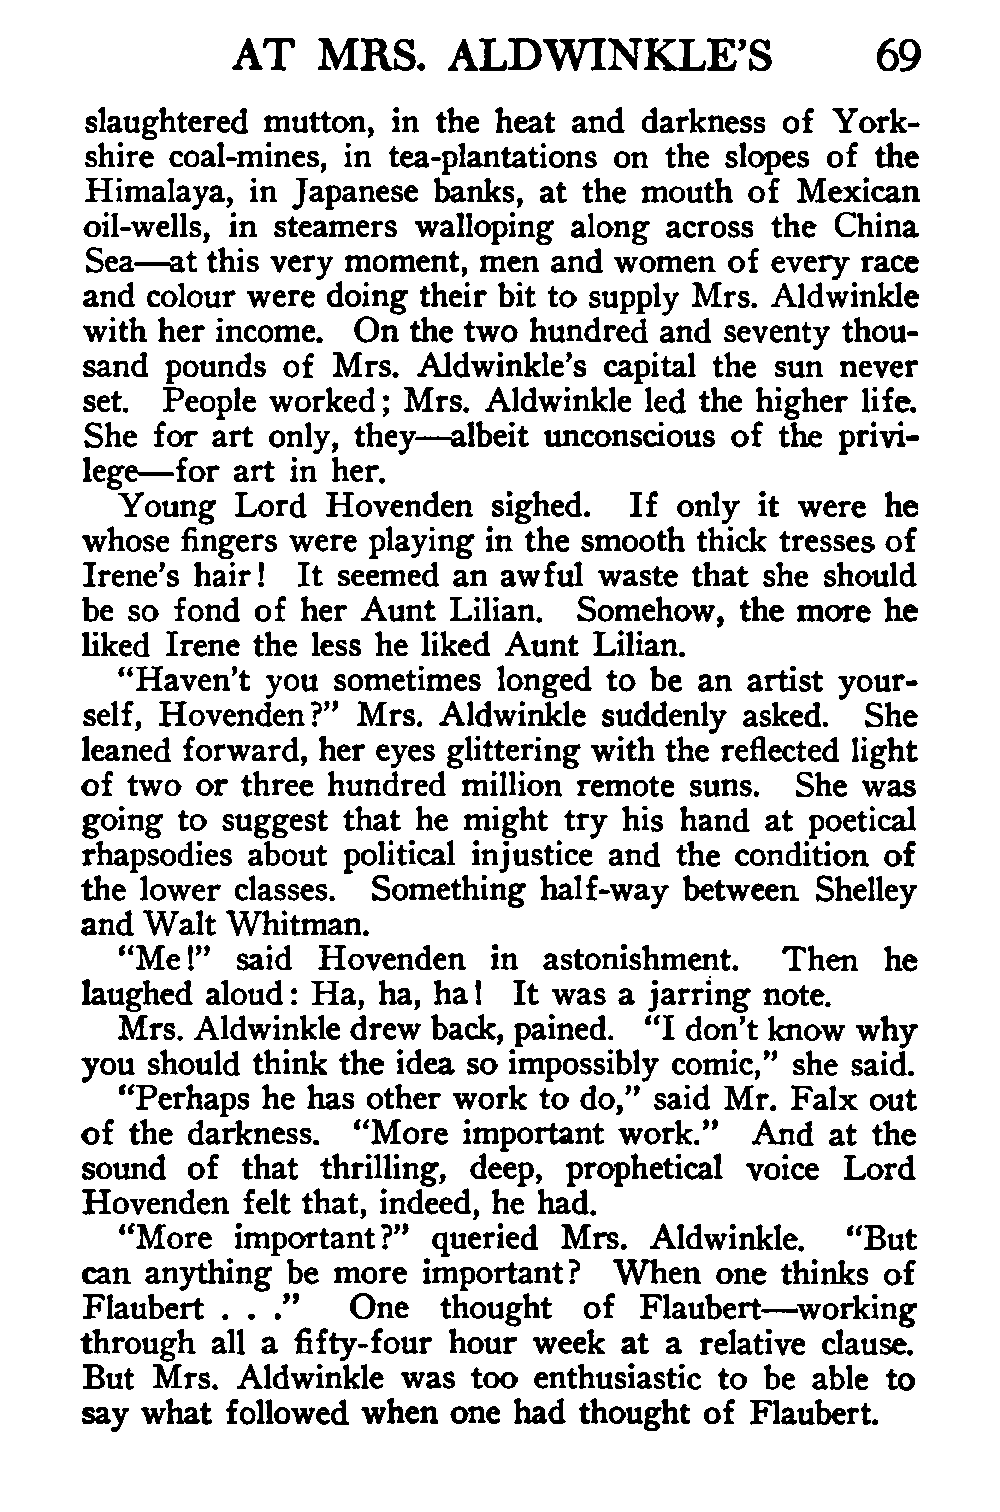 AT MRS. ALDWINKLE'S 69
slaughtered mutton, in the heat and darkness of York-
shire coal-mines, in tea-plantations on the slopes of the
Himalaya, in Japanese banks, at the mouth of Mexican
oil-wells, in steamers walloping along across the China
Sea—at this very moment, men and women of every race
and colour were doing their bit to supply Mrs. Aldwinkle
with her income. On the two hundred and seventy thou-
sand pounds of Mrs. Aldwinkle's capital the sun never
set. People worked; Mrs. Aldwinkle led the higher life.
She for art only, they—albeit unconscious of the privi-
lege—for art in her.
Young Lord Hovenden sighed. If only it were he
whose fingers were playing in the smooth thick tresses of
Irene's hair! It seemed an awful waste that she should
be so fond of her Aunt Lilian. Somehow, the more he
liked Irene the less he liked Aunt Lilian.
"Haven't you sometimes longed to be an artist your-
self, Hovenden?" Mrs. Aldwinkle suddenly asked. She
leaned forward, her eyes glittering with the reflected light
of two or three hundred million remote suns. She was
going to suggest that he might try his hand at poetical
rhapsodies about political injustice and the condition of
the lower classes. Something half-way between Shelley
and Walt Whitman.
"Me!" said Hovenden in astonishment. Then he
laughed aloud: Ha, ha, ha! It was a jarring note.
Mrs. Aldwinkle drew back, pained. "I don't know why
you should think the idea so impossibly comic," she said.
"Perhaps he has other work to do," said Mr. Falx out
of the darkness. "More important work." And at the
sound of that thrilling, deep, prophetical voice Lord
Hovenden felt that, indeed, he had.
"More important?" queried Mrs. Aldwinkle. "But
can anything be more important? When one thinks of
Flaubert . . ." One thought of Flaubert—working
through all a fifty-four hour week at a relative clause.
But Mrs. Aldwinkle was too enthusiastic to be able to
say what followed when one had thought of Flaubert.